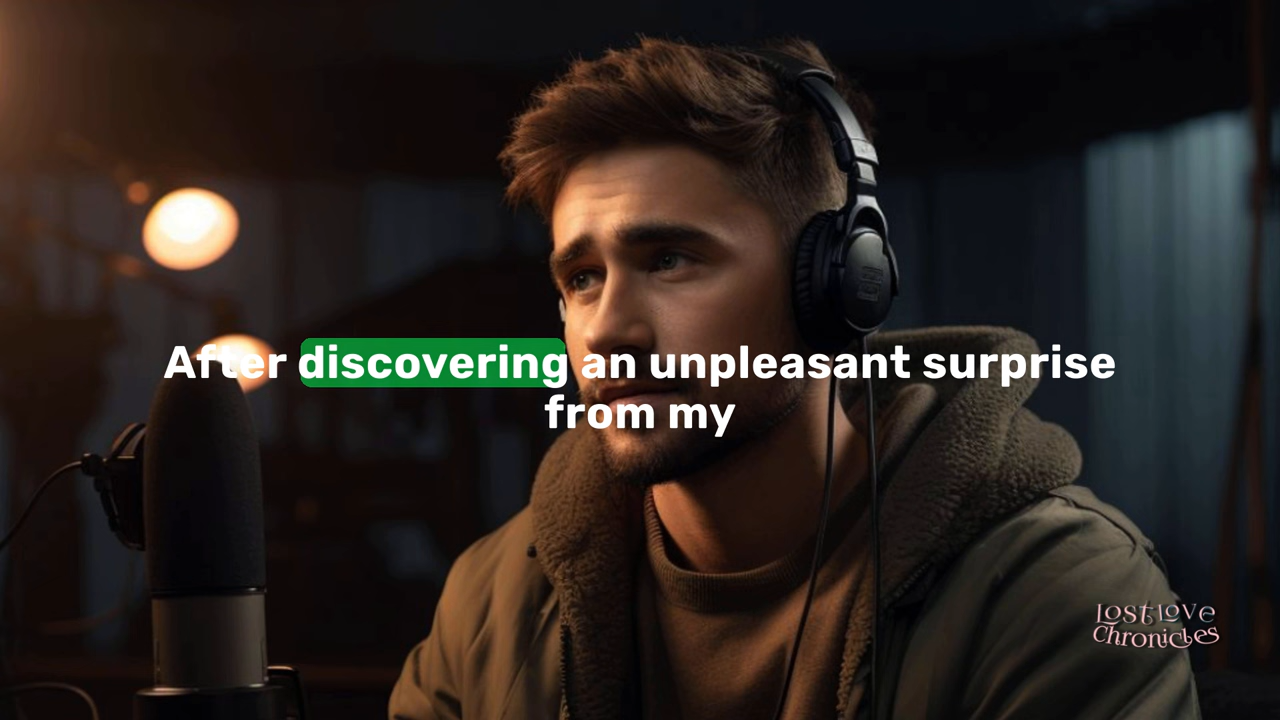 After discovering an unpleasant surprise
from my
Lost Love
Chronicles